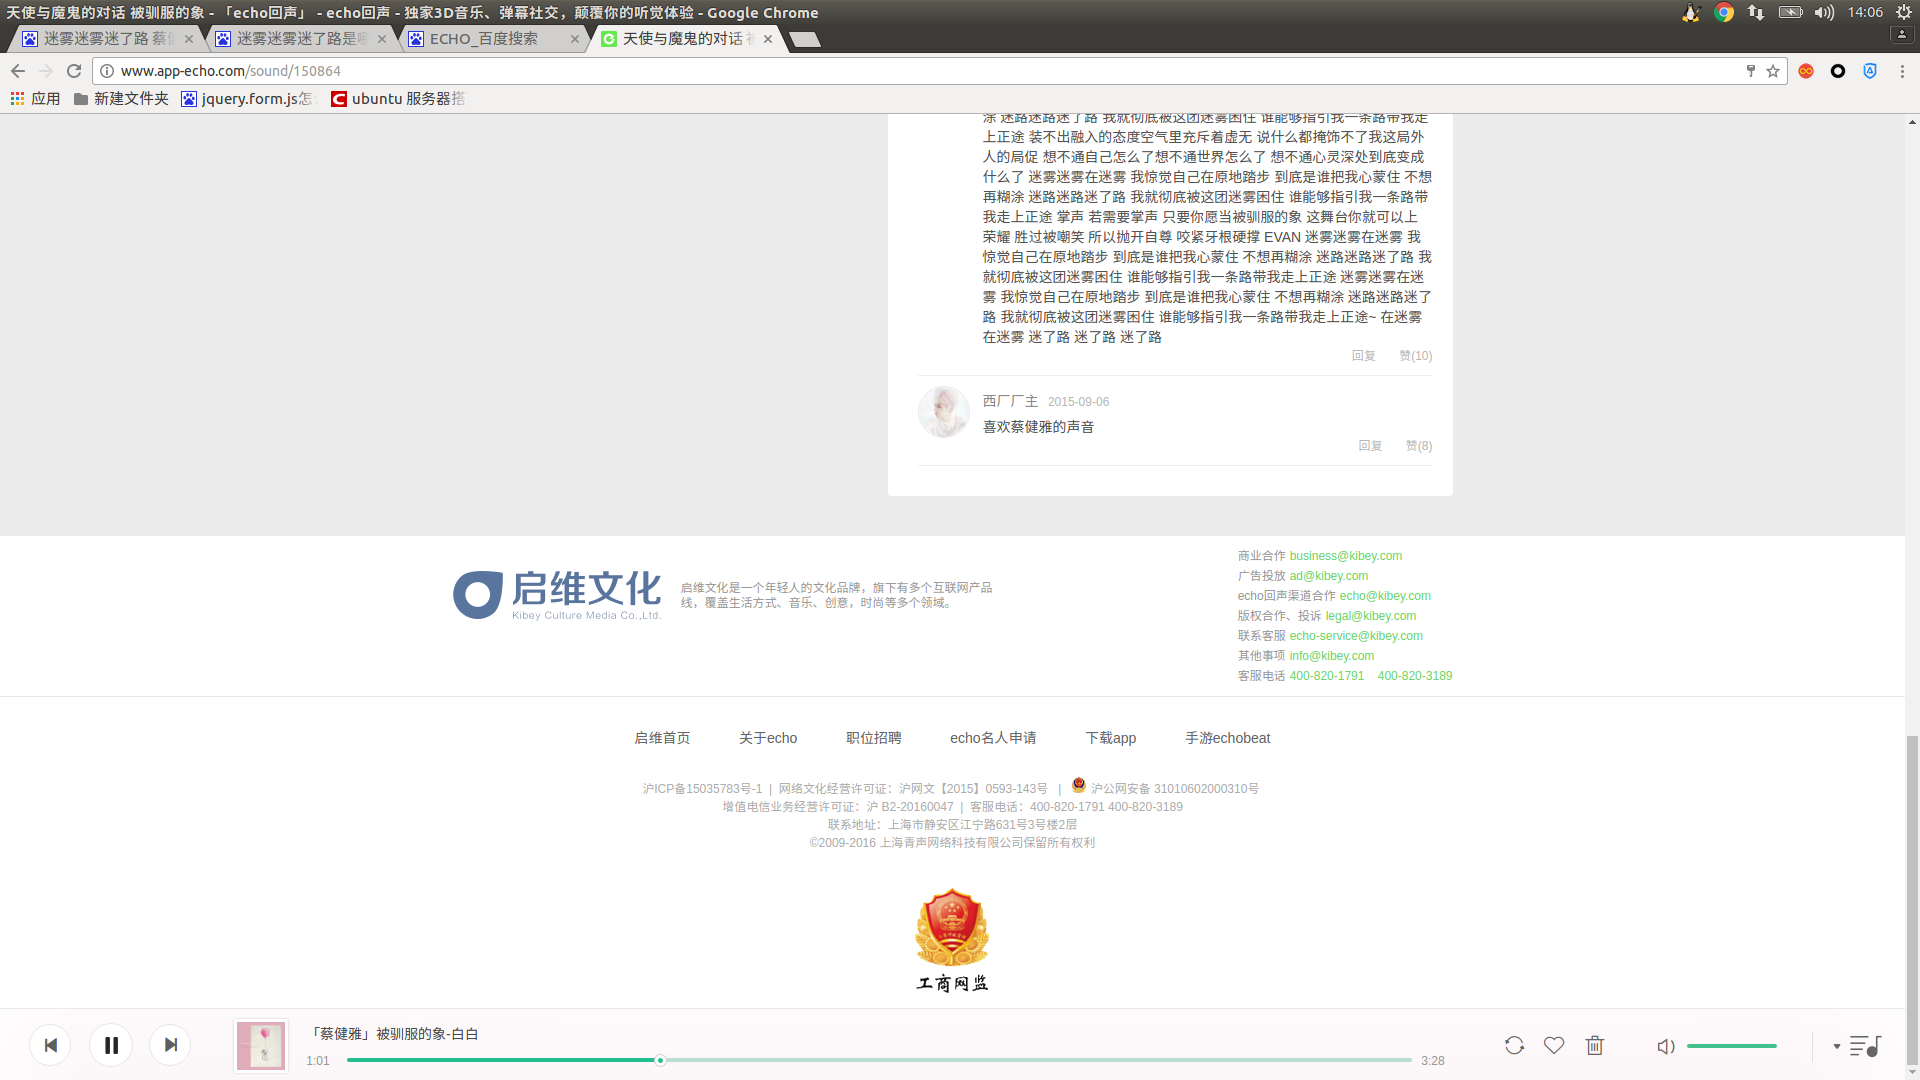 天使与魔鬼的对话 被驯服的象 - 「echo回声」 - echo回声 - 独家3D音乐、弹幕社交，颠覆你的听觉体验 - Google Chrome
14:06
迷雾迷雾迷了路 蔡
迷雾迷雾迷了路是
ECHO_百度搜索
天使与魔鬼的对话
www.app-echo.com/sound/150864
应用
新建文件夹
jquery.form.js怎
ubuntu 服务器搭
涂 迷路迷路迷了路 我就彻底被这团迷雾困住 谁能够指引我一条路带我走
上正途 装不出融入的态度空气里充斥着虚无 说什么都掩饰不了我这局外
人的局促 想不通自己怎么了想不通世界怎么了 想不通心灵深处到底变成
什么了 迷雾迷雾在迷雾 我惊觉自己在原地踏步 到底是谁把我心蒙住 不想
再糊涂 迷路迷路迷了路 我就彻底被这团迷雾困住 谁能够指引我一条路带
我走上正途 掌声 若需要掌声 只要你愿当被驯服的象 这舞台你就可以上
荣耀 胜过被嘲笑 所以抛开自尊 咬紧牙根硬撑 EVAN 迷雾迷雾在迷雾 我
惊觉自己在原地踏步 到底是谁把我心蒙住 不想再糊涂 迷路迷路迷了路 我
就彻底被这团迷雾困住 谁能够指引我一条路带我走上正途 迷雾迷雾在迷
雾 我惊觉自己在原地踏步 到底是谁把我心蒙住 不想再糊涂 迷路迷路迷了
路 我就彻底被这团迷雾困住 谁能够指引我一条路带我走上正途~ 在迷雾
在迷雾 迷了路 迷了路 迷了路
回复 赞(10)
西厂厂主 2015-09-06
喜欢蔡健雅的声音
回复 赞(8)
启维文化
Kibey Culture Media Co.,Ltd.
启维文化是一个年轻人的文化品牌，旗下有多个互联网产品
线，覆盖生活方式、音乐、创意，时尚等多个领域。
商业合作 business@kibey.com
广告投放 ad@kibey.com
echo回声渠道合作 echo@kibey.com
版权合作、投诉 legal@kibey.com
联系客服 echo-service@kibey.com
其他事项 info@kibey.com
客服电话 400-820-1791 400-820-3189
启维首页 关于echo 职位招聘 echo名人申请 下载app 手游echobeat
沪ICP备15035783号-1 | 网络文化经营许可证：沪网文【2015】0593-143号 | 沪公网安备 31010602000310号
增值电信业务经营许可证：沪 B2-20160047 | 客服电话：400-820-1791 400-820-3189
联系地址：上海市静安区江宁路631号3号楼2层
©2009-2016 上海青声网络科技有限公司保留所有权利
工商网监
「蔡健雅」被驯服的象-白白
1:01
3:28